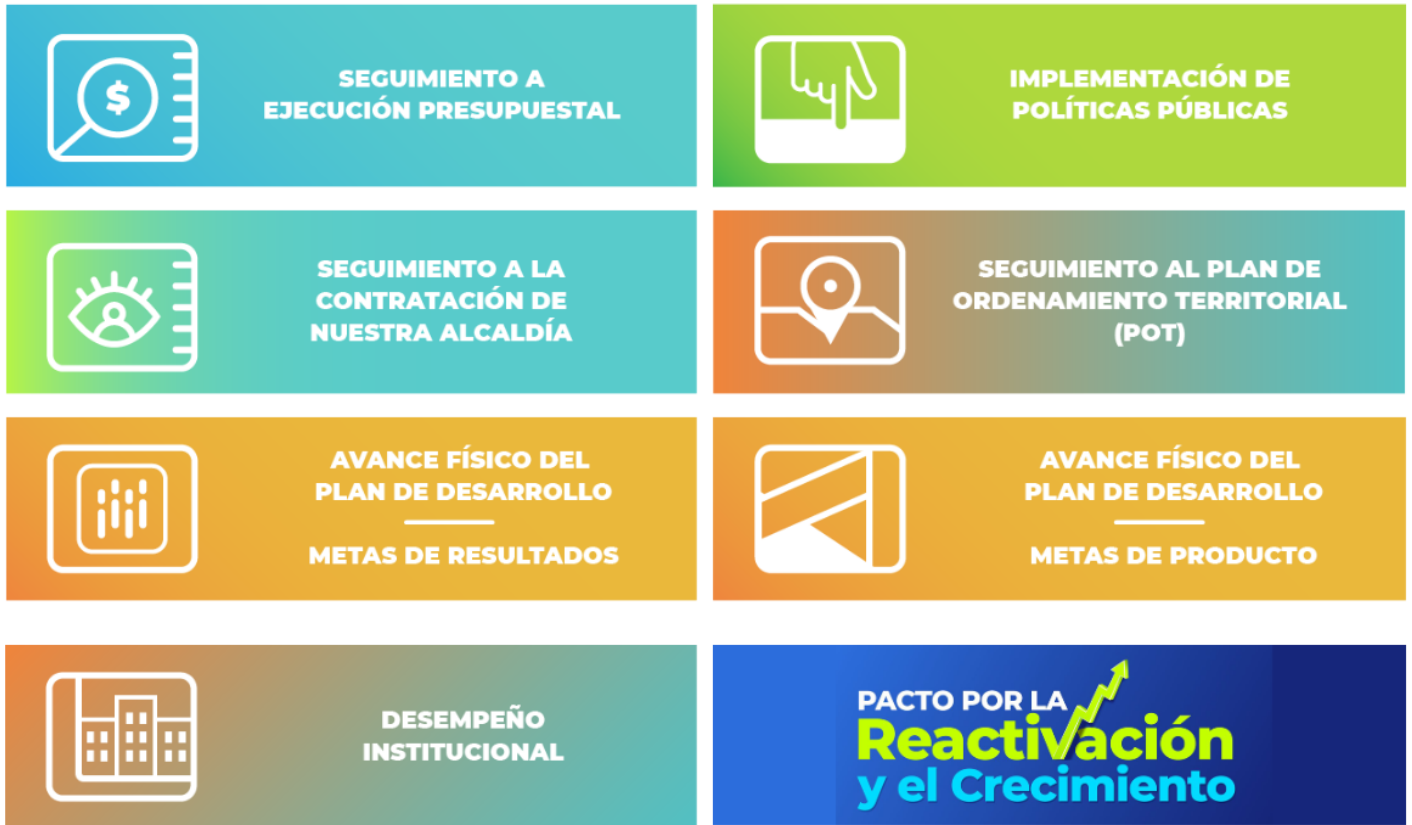 $
SEGUIMIENTO A
EJECUCIÓN PRESUPUESTAL
IMPLEMENTACIÓN DE
POLÍTICAS PÚBLICAS
SEGUIMIENTO A LA
CONTRATACIÓN DE
NUESTRA ALCALDÍA
SEGUIMIENTO AL PLAN DE
ORDENAMIENTO TERRITORIAL
(POT)
AVANCE FÍSICO DEL
PLAN DE DESARROLLO
METAS DE RESULTADOS
AVANCE FÍSICO DEL
PLAN DE DESARROLLO
METAS DE PRODUCTO
DESEMPEÑO
INSTITUCIONAL
PACTO POR LA
Reactivación
y el Crecimiento